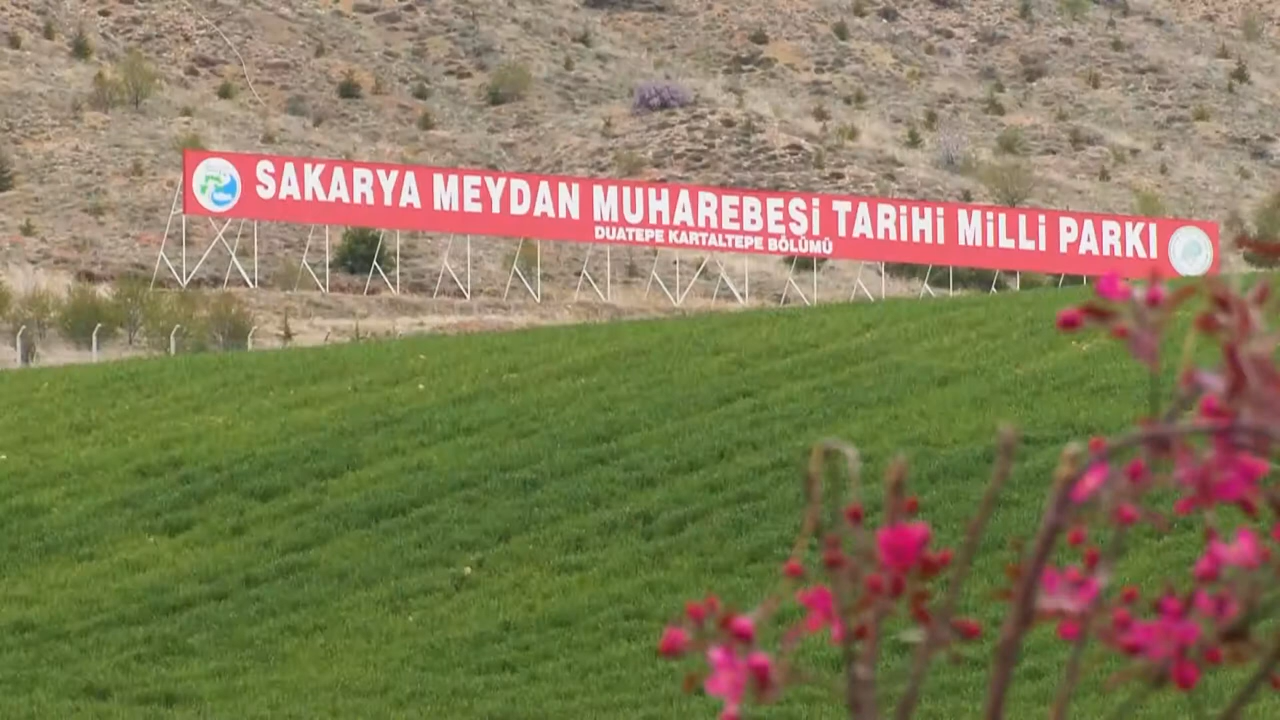 SAKARYA MEYDAN MUHAREBESİ TARİHİ MİLLİ PARKI
DUATEPE KARTALTEPE BÖLÜMÜ